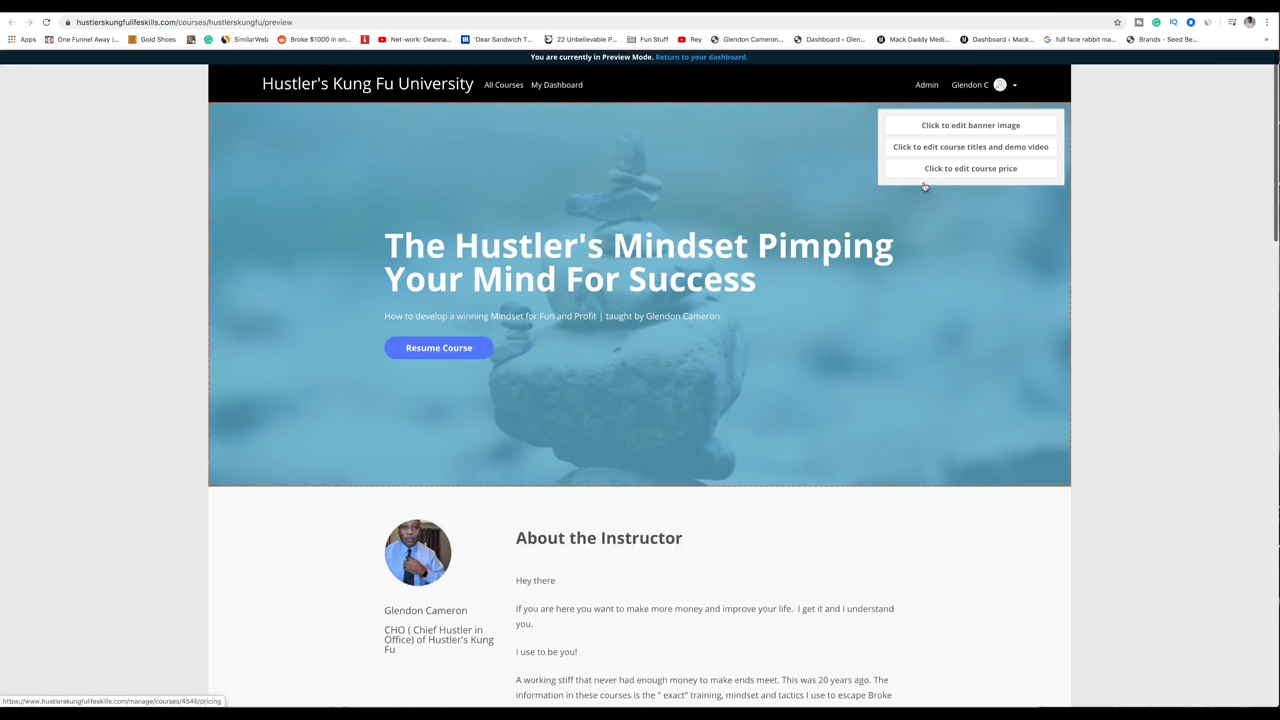 hustlerskungfulifeskills.com/courses/hustlerskungfu/preview
Apps One Funnel Away |... Gold Shoes SimilarWeb Broke $1000 in on... Net-work: Deanna... 'Dear Sandwich T... 22 Unbelievable P... Fun Stuff Rey Glendon Cameron... Dashboard ‹ Glen... Mack Daddy Medi... Dashboard ‹ Mack... full face rabbit ma... Brands - Seed Be... »
You are currently in Preview Mode. Return to your dashboard.
Hustler's Kung Fu University All Courses My Dashboard Admin Glendon C
Click to edit banner image
Click to edit course titles and demo video
Click to edit course price
The Hustler's Mindset Pimping
Your Mind For Success
How to develop a winning Mindset for Fun and Profit | taught by Glendon Cameron
Resume Course
About the Instructor
Hey there
Glendon Cameron
CHO ( Chief Hustler in
Office) of Hustler's Kung
Fu
If you are here you want to make more money and improve your life. I get it and I understand
you.
I use to be you!
A working stiff that never had enough money to make ends meet. This was 20 years ago. The
information in these courses is the " exact" training, mindset and tactics I use to escape Broke
https://www.hustlerskungfulifeskills.com/manage/courses/4546/pricing